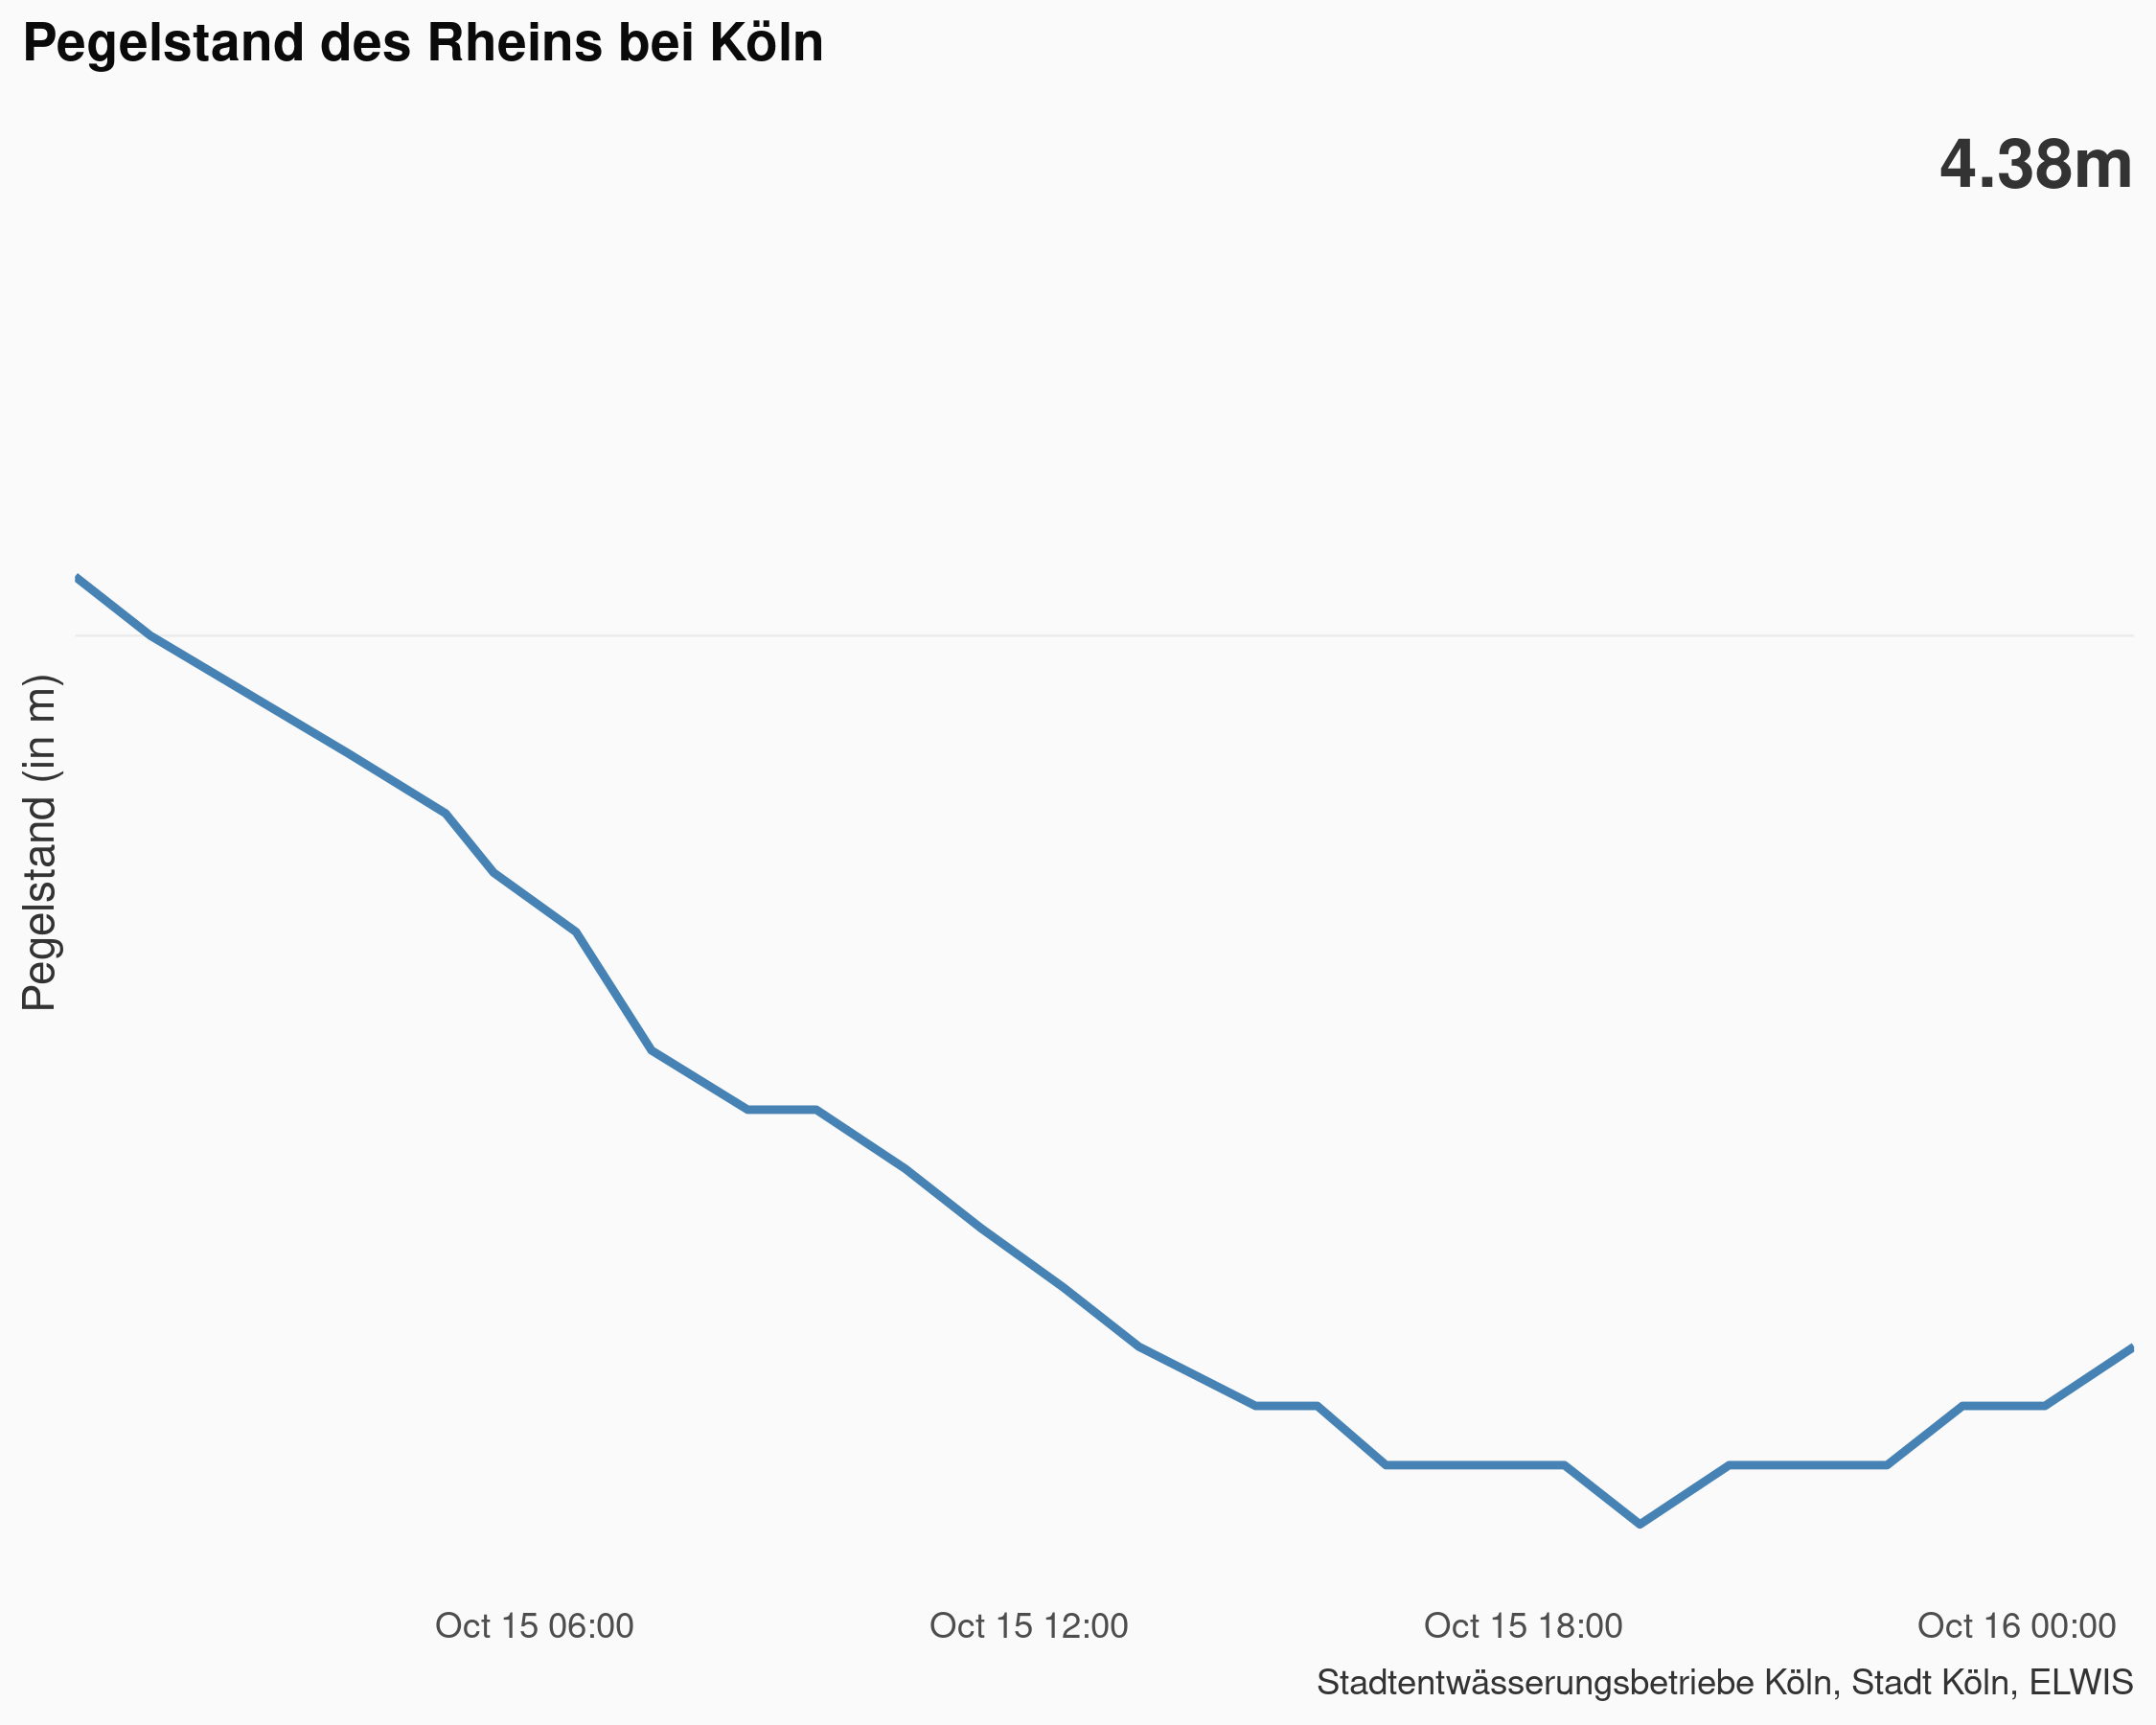 Pegelstand des Rheins bei Köln
4.38m
Pegelstand (in m)
Oct 15 06:00
Oct 15 12:00
Oct 15 18:00
Oct 16 00:00
Stadtentwässerungsbetriebe Köln, Stadt Köln, ELWIS